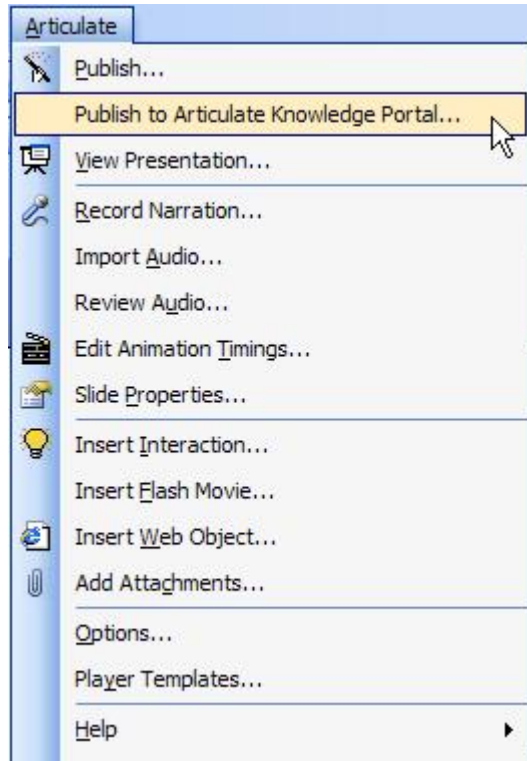 Articulate
Publish...
Publish to Articulate Knowledge Portal...
View Presentation...
Record Narration...
Import Audio...
Review Audio...
Edit Animation Timings...
Slide Properties...
Insert Interaction...
Insert Flash Movie...
Insert Web Object...
Add Attachments...
Options...
Player Templates...
Help